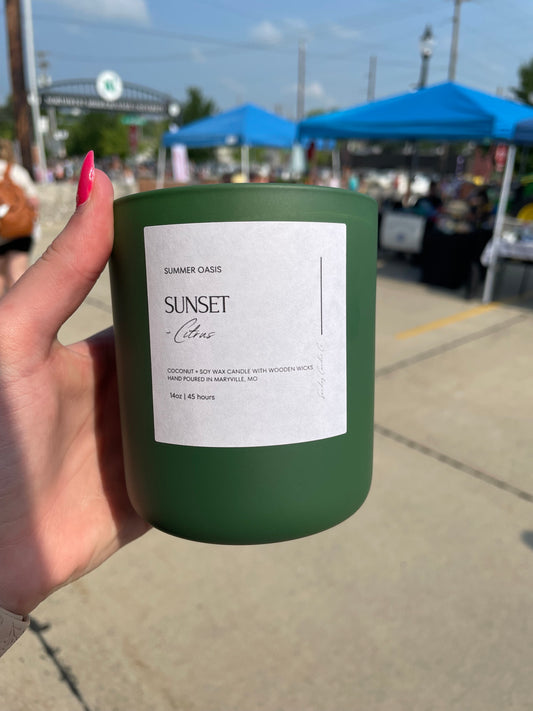 SUMMER OASIS
SUNSET
- Citrus
COCONUT + SOY WAX CANDLE WITH WOODEN WICKS
HAND POURED IN MARYVILLE, MO
14oz | 45 hours